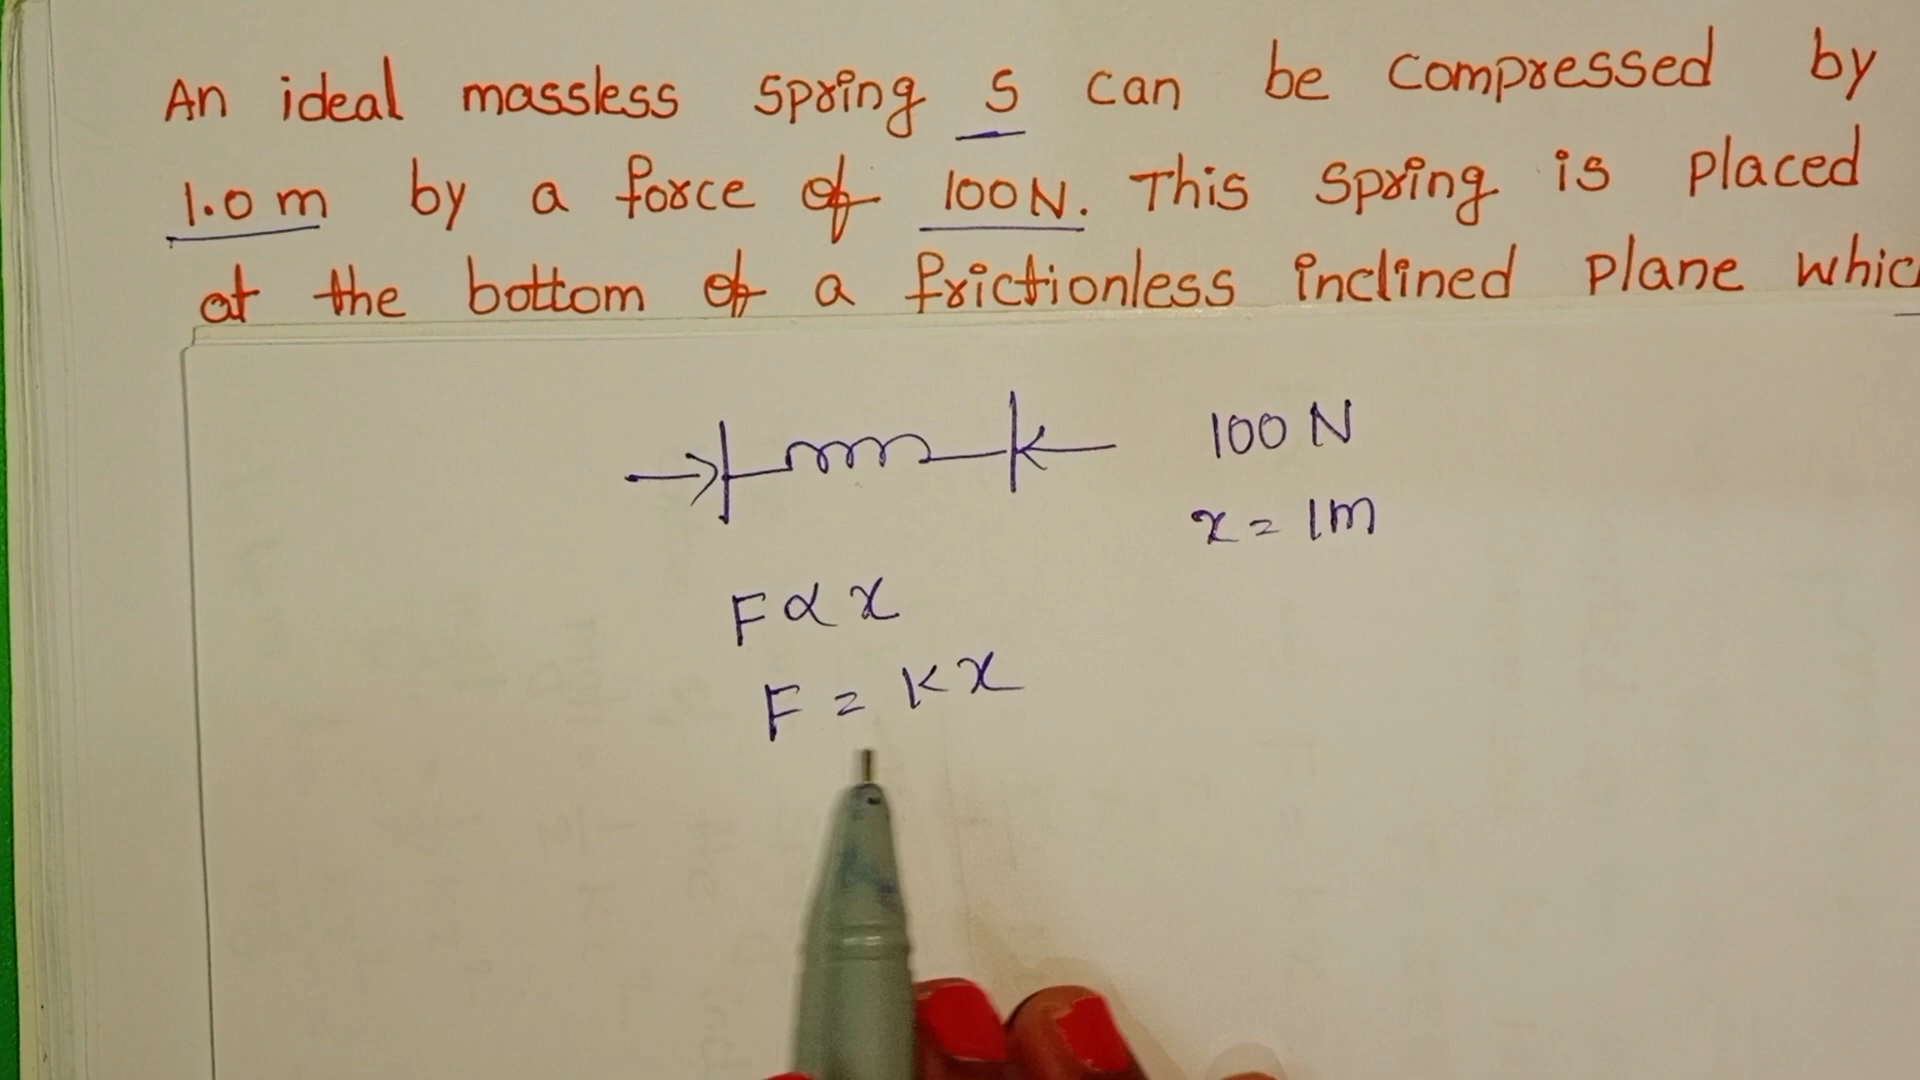 An ideal massless spring S can be compressed by
1.0 m by a force of 100 N. This spring is placed
at the bottom of a frictionless inclined plane whic
100 N
x = 1m
F ∝ x
F = Kx